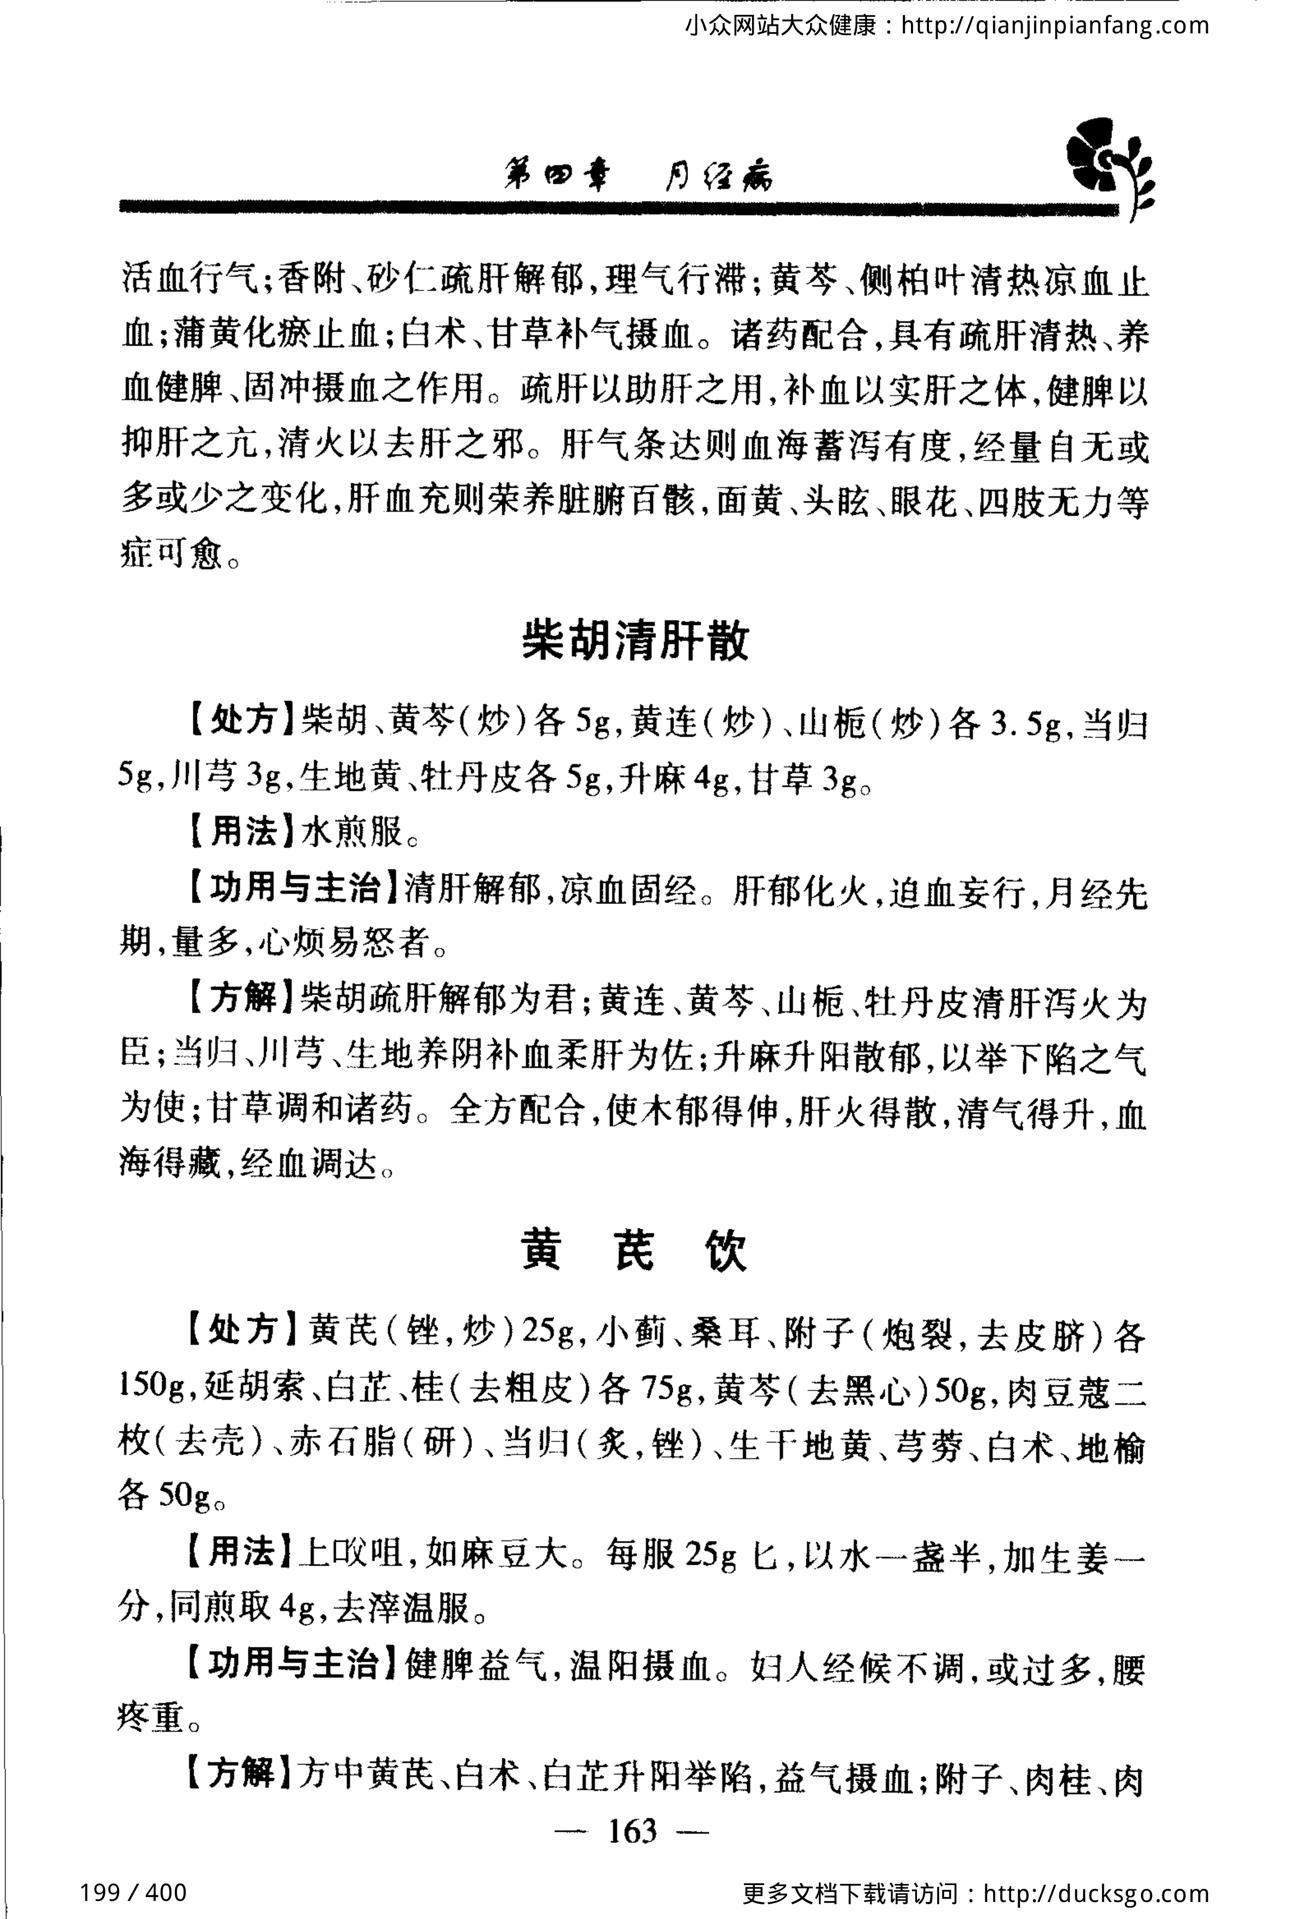 小众网站大众健康：http://qianjinpianfang.com
第四章 月经病
活血行气；香附、砂仁疏肝解郁，理气行滞；黄芩、侧柏叶清热凉血止
血；蒲黄化瘀止血；白术、甘草补气摄血。诸药配合，具有疏肝清热、养
血健脾、固冲摄血之作用。疏肝以助肝之用，补血以实肝之体，健脾以
抑肝之亢，清火以去肝之邪。肝气条达则血海蓄泻有度，经量自无或
多或少之变化，肝血充则荣养脏腑百骸，面黄、头眩、眼花、四肢无力等
症可愈。
柴胡清肝散
【处方】柴胡、黄芩（炒）各 5g，黄连（炒）、山栀（炒）各 3.5g，当归
5g，川芎 3g，生地黄、牡丹皮各 5g，升麻 4g，甘草 3g。
【用法】水煎服。
【功用与主治】清肝解郁，凉血固经。肝郁化火，迫血妄行，月经先
期，量多，心烦易怒者。
【方解】柴胡疏肝解郁为君；黄连、黄芩、山栀、牡丹皮清肝泻火为
臣；当归、川芎、生地养阴补血柔肝为佐；升麻升阳散郁，以举下陷之气
为使；甘草调和诸药。全方配合，使木郁得伸，肝火得散，清气得升，血
海得藏，经血调达。
黄 芪 饮
【处方】黄芪（锉，炒）25g，小蓟、桑耳、附子（炮裂，去皮脐）各
150g，延胡索、白芷、桂（去粗皮）各 75g，黄芩（去黑心）50g，肉豆蔻二
枚（去壳）、赤石脂（研）、当归（炙，锉）、生干地黄、芎䓖、白术、地榆
各 50g。
【用法】上㕮咀，如麻豆大。每服 25g 匕，以水一盏半，加生姜一
分，同煎取 4g，去滓温服。
【功用与主治】健脾益气，温阳摄血。妇人经候不调，或过多，腰
疼重。
【方解】方中黄芪、白术、白芷升阳举陷，益气摄血；附子、肉桂、肉
— 163 —
199 / 400
更多文档下载请访问：http://ducksgo.com